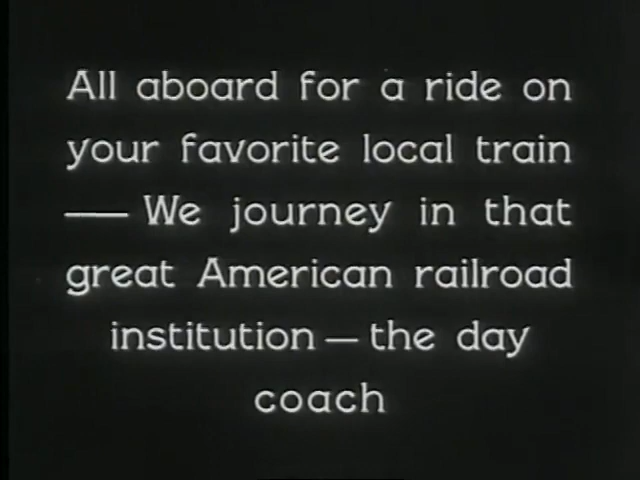 All aboard for a ride on
your favorite local train
— We journey in that
great American railroad
institution — the day
coach